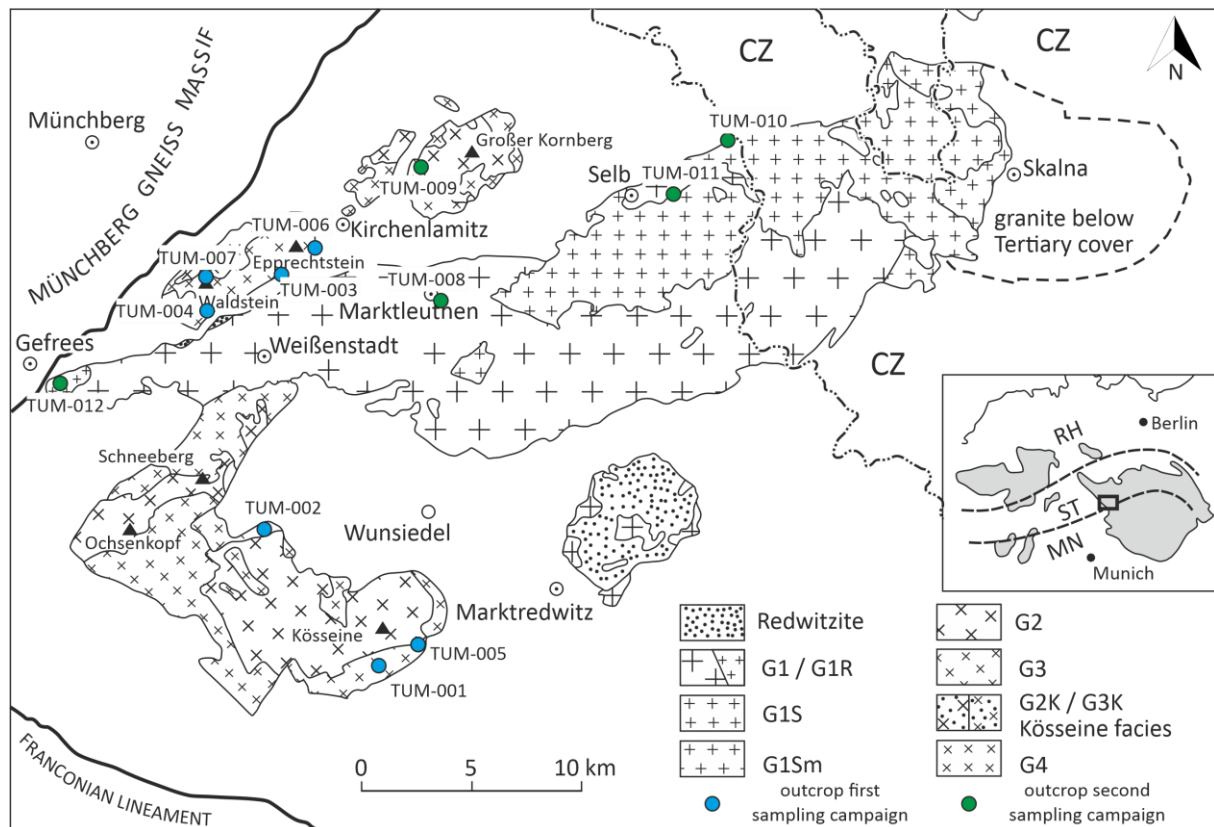 CZ
CZ
N
MÜNCHBERG GNEISS MASSIF
Münchberg
Großer Kornberg
TUM-010
TUM-009
Selb
TUM-011
Skalna
TUM-006
Kirchenlamitz
granite below
Tertiary cover
TUM-007
Epprechtstein
TUM-008
Waldstein
TUM-003
TUM-004
Marktleuthen
Gefrees
Weißenstadt
CZ
TUM-012
Schneeberg
TUM-002
Wunsiedel
Ochsenkopf
Marktredwitz
Kösseine
TUM-005
TUM-001
FRANCONIAN LINEAMENT
0 5 10 km
Berlin
RH
ST
MN
Munich
Redwitzite
G1 / G1R
G1S
G1Sm
outcrop first
sampling campaign
G2
G3
G2K / G3K
Kösseine facies
G4
outcrop second
sampling campaign